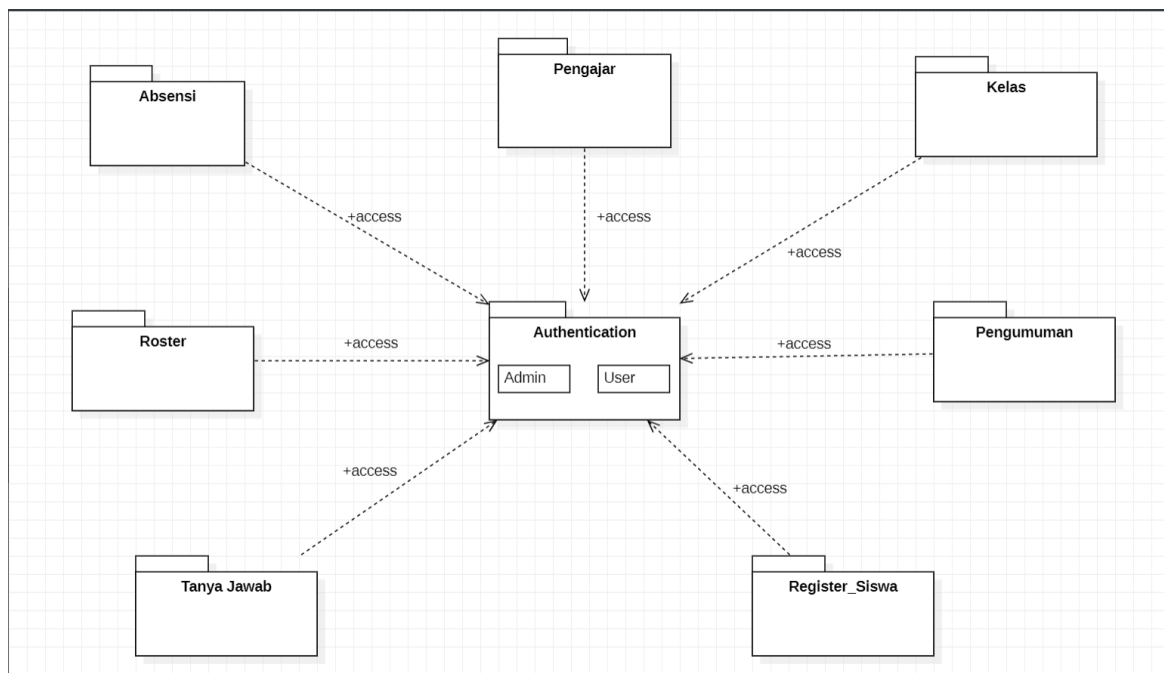 Absensi
Pengajar
Kelas
+access
+access
+access
Roster
+access
Authentication
Admin
User
+access
Pengumuman
+access
+access
Tanya Jawab
Register_Siswa